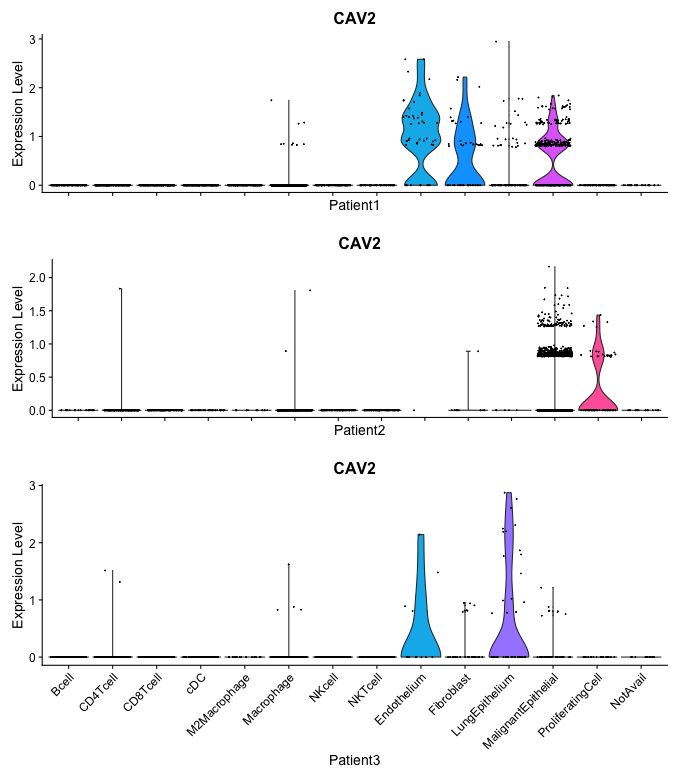 CAV2
Expression Level
3
2
1
0
Patient1
CAV2
Expression Level
2.0
1.5
1.0
0.5
0.0
Patient2
CAV2
Expression Level
3
2
1
0
Bcell
CD4Tcell
CD8Tcell
cDC
M2Macrophage
Macrophage
NKcell
NKTcell
Endothelium
Fibroblast
LungEpithelium
MalignantEpithelial
ProliferatingCell
NotAvail
Patient3